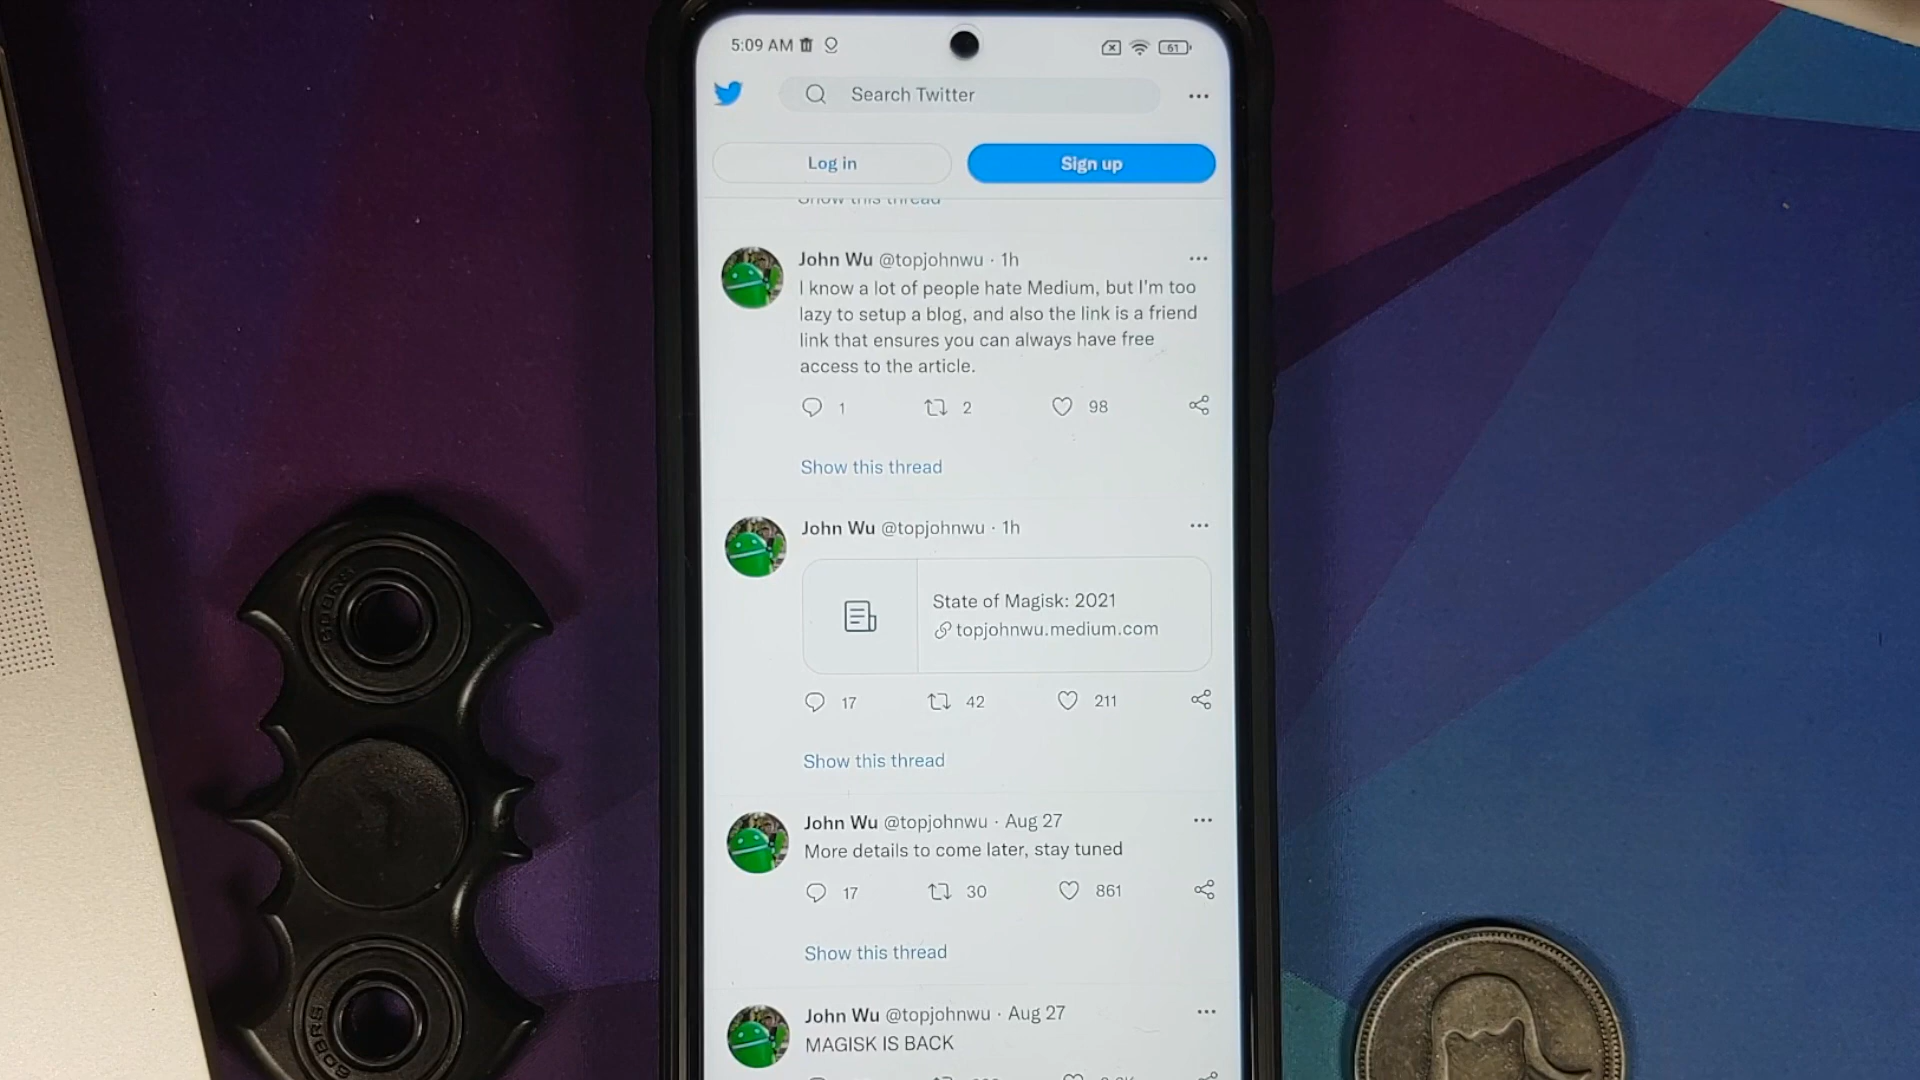 5:09 AM
61
Search Twitter
Log in
Sign up
Show this thread
John Wu @topjohnwu · 1h
I know a lot of people hate Medium, but I'm too
lazy to setup a blog, and also the link is a friend
link that ensures you can always have free
access to the article.
1 2 98
Show this thread
John Wu @topjohnwu · 1h
State of Magisk: 2021
topjohnwu.medium.com
17 42 211
Show this thread
John Wu @topjohnwu · Aug 27
More details to come later, stay tuned
17 30 861
Show this thread
John Wu @topjohnwu · Aug 27
MAGISK IS BACK